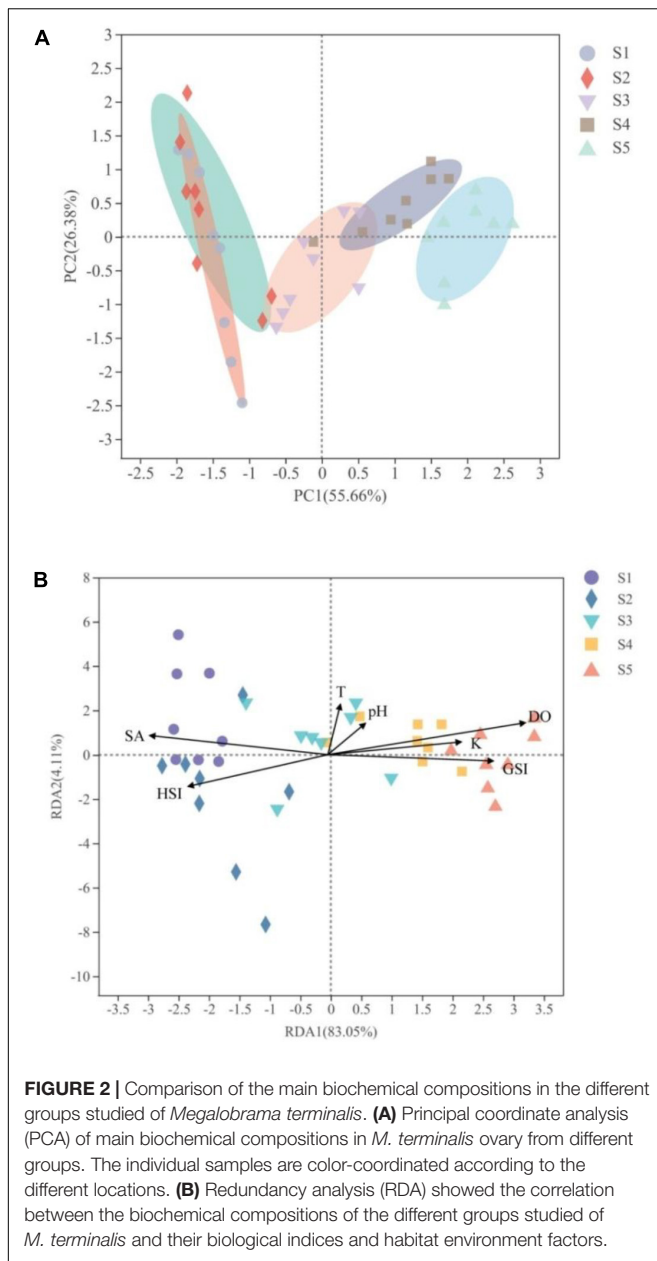 A
S1
S2
S3
S4
S5
3
2.5
2
1.5
1
0.5
0
-0.5
-1
-1.5
-2
-2.5
-3
PC2(26.38%)
-2.5 -2 -1.5 -1 -0.5 0 0.5 1 1.5 2 2.5 3
PC1(55.66%)
B
S1
S2
S3
S4
S5
8
6
4
2
0
-2
-4
-6
-8
-10
RDA2(4.11%)
T
pH
DO
SA
K
GSI
HSI
-3.5 -3 -2.5 -2 -1.5 -1 -0.5 0 0.5 1 1.5 2 2.5 3 3.5
RDA1(83.05%)
FIGURE 2 | Comparison of the main biochemical compositions in the different
groups studied of Megalobrama terminalis. (A) Principal coordinate analysis
(PCA) of main biochemical compositions in M. terminalis ovary from different
groups. The individual samples are color-coordinated according to the
different locations. (B) Redundancy analysis (RDA) showed the correlation
between the biochemical compositions of the different groups studied of
M. terminalis and their biological indices and habitat environment factors.